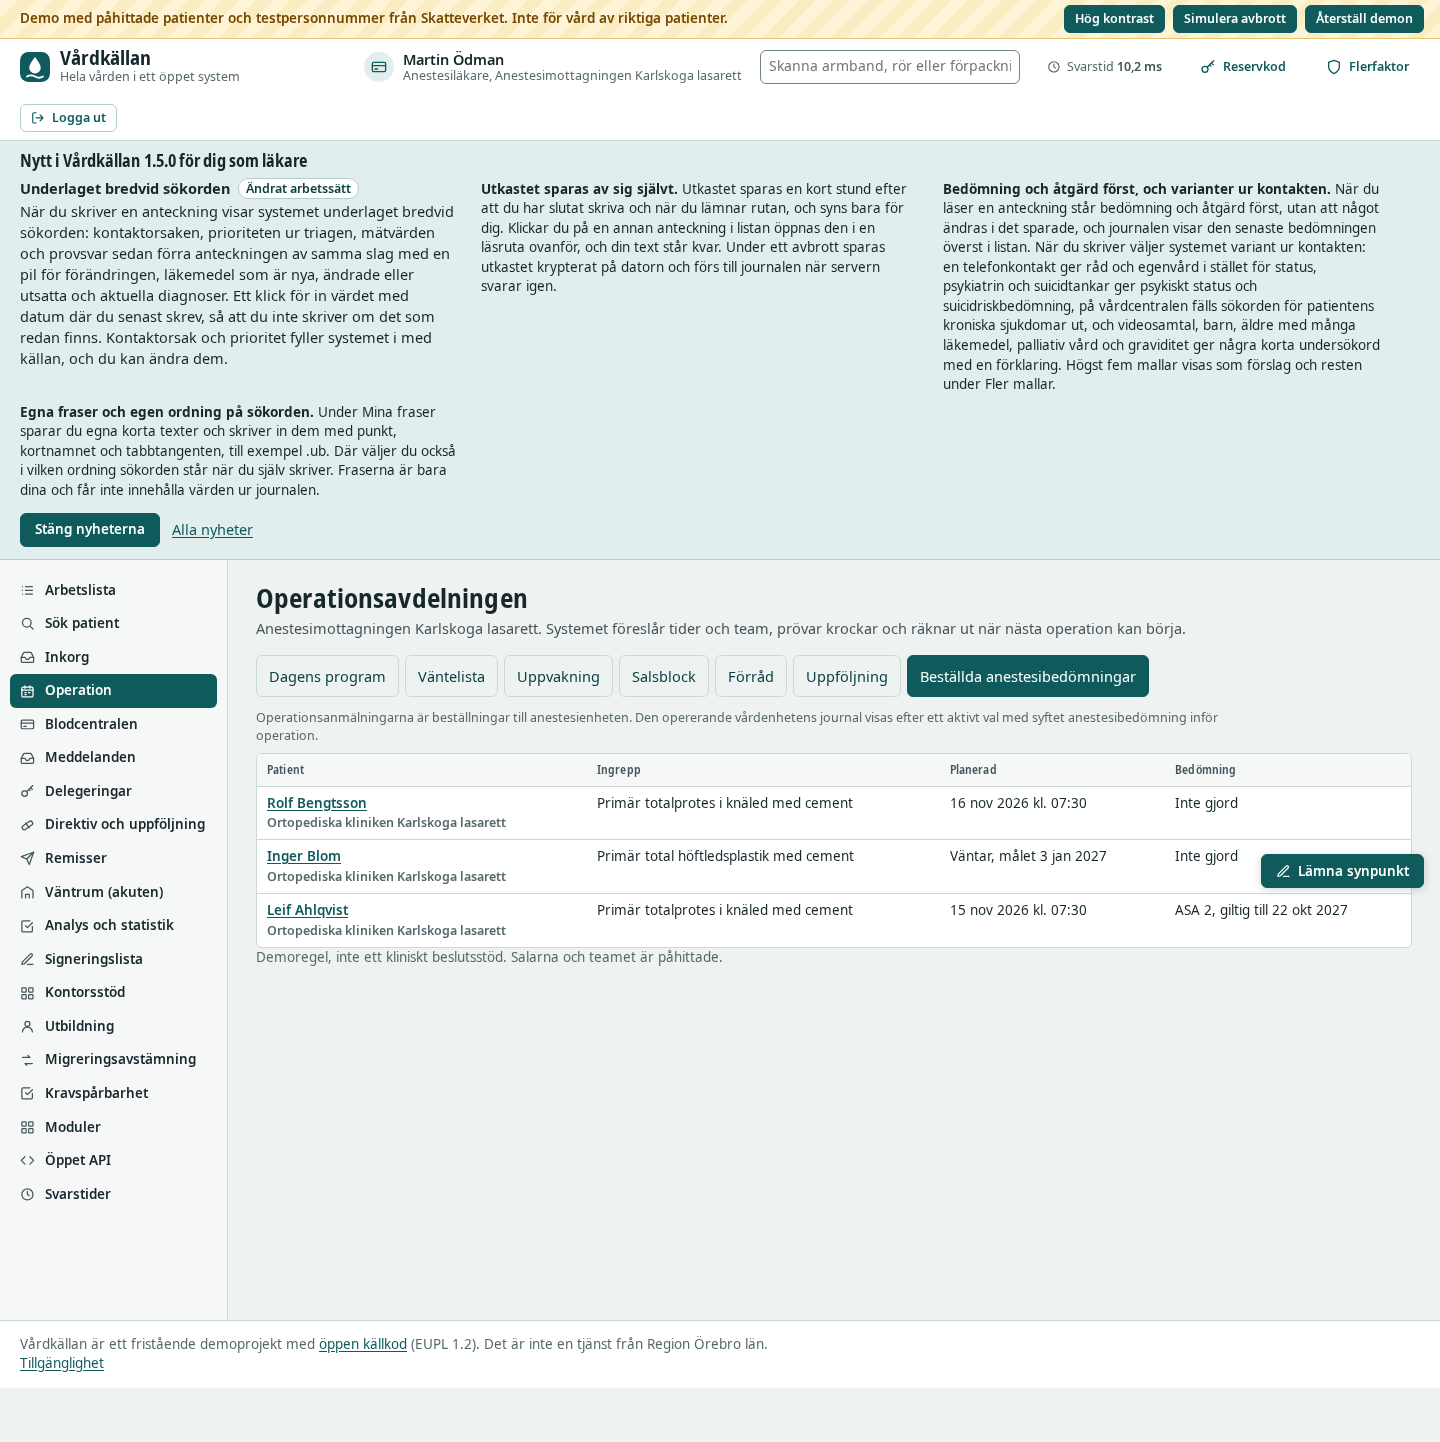 Demo med påhittade patienter och testpersonnummer från Skatteverket. Inte för vård av riktiga patienter.
Hög kontrast
Simulera avbrott
Återställ demon
Vårdkällan
Hela vården i ett öppet system
Martin Ödman
Anestesiläkare, Anestesimottagningen Karlskoga lasarett
Skanna armband, rör eller förpackni
Svarstid 10,2 ms
Reservkod
Flerfaktor
Logga ut
Nytt i Vårdkällan 1.5.0 för dig som läkare
Underlaget bredvid sökorden
Ändrat arbetssätt
När du skriver en anteckning visar systemet underlaget bredvid
sökorden: kontaktorsaken, prioriteten ur triagen, mätvärden
och provsvar sedan förra anteckningen av samma slag med en
pil för förändringen, läkemedel som är nya, ändrade eller
utsatta och aktuella diagnoser. Ett klick för in värdet med
datum där du senast skrev, så att du inte skriver om det som
redan finns. Kontaktorsak och prioritet fyller systemet i med
källan, och du kan ändra dem.
Utkastet sparas av sig självt. Utkastet sparas en kort stund efter
att du har slutat skriva och när du lämnar rutan, och syns bara för
dig. Klickar du på en annan anteckning i listan öppnas den i en
läsruta ovanför, och din text står kvar. Under ett avbrott sparas
utkastet krypterat på datorn och förs till journalen när servern
svarar igen.
Bedömning och åtgärd först, och varianter ur kontakten. När du
läser en anteckning står bedömning och åtgärd först, utan att något
ändras i det sparade, och journalen visar den senaste bedömningen
överst i listan. När du skriver väljer systemet variant ur kontakten:
en telefonkontakt ger råd och egenvård i stället för status,
psykiatrin och suicidtankar ger psykiskt status och
suicidriskbedömning, på vårdcentralen fälls sökorden för patientens
kroniska sjukdomar ut, och videosamtal, barn, äldre med många
läkemedel, palliativ vård och graviditet ger några korta undersökord
med en förklaring. Högst fem mallar visas som förslag och resten
under Fler mallar.
Egna fraser och egen ordning på sökorden. Under Mina fraser
sparar du egna korta texter och skriver in dem med punkt,
kortnamnet och tabbtangenten, till exempel .ub. Där väljer du också
i vilken ordning sökorden står när du själv skriver. Fraserna är bara
dina och får inte innehålla värden ur journalen.
Stäng nyheterna
Alla nyheter
Arbetslista
Sök patient
Inkorg
Operation
Blodcentralen
Meddelanden
Delegeringar
Direktiv och uppföljning
Remisser
Väntrum (akuten)
Analys och statistik
Signeringslista
Kontorsstöd
Utbildning
Migreringsavstämning
Kravspårbarhet
Moduler
Öppet API
Svarstider
Operationsavdelningen
Anestesimottagningen Karlskoga lasarett. Systemet föreslår tider och team, prövar krockar och räknar ut när nästa operation kan börja.
Dagens program
Väntelista
Uppvakning
Salsblock
Förråd
Uppföljning
Beställda anestesibedömningar
Operationsanmälningarna är beställningar till anestesienheten. Den opererande vårdenhetens journal visas efter ett aktivt val med syftet anestesibedömning inför
operation.
Patient
Ingrepp
Planerad
Bedömning
Rolf Bengtsson
Primär totalprotes i knäled med cement
16 nov 2026 kl. 07:30
Inte gjord
Ortopediska kliniken Karlskoga lasarett
Inger Blom
Primär total höftledsplastik med cement
Väntar, målet 3 jan 2027
Inte gjord
Ortopediska kliniken Karlskoga lasarett
Lämna synpunkt
Leif Ahlqvist
Primär totalprotes i knäled med cement
15 nov 2026 kl. 07:30
ASA 2, giltig till 22 okt 2027
Ortopediska kliniken Karlskoga lasarett
Demoregel, inte ett kliniskt beslutsstöd. Salarna och teamet är påhittade.
Vårdkällan är ett fristående demoprojekt med öppen källkod (EUPL 1.2). Det är inte en tjänst från Region Örebro län.
Tillgänglighet